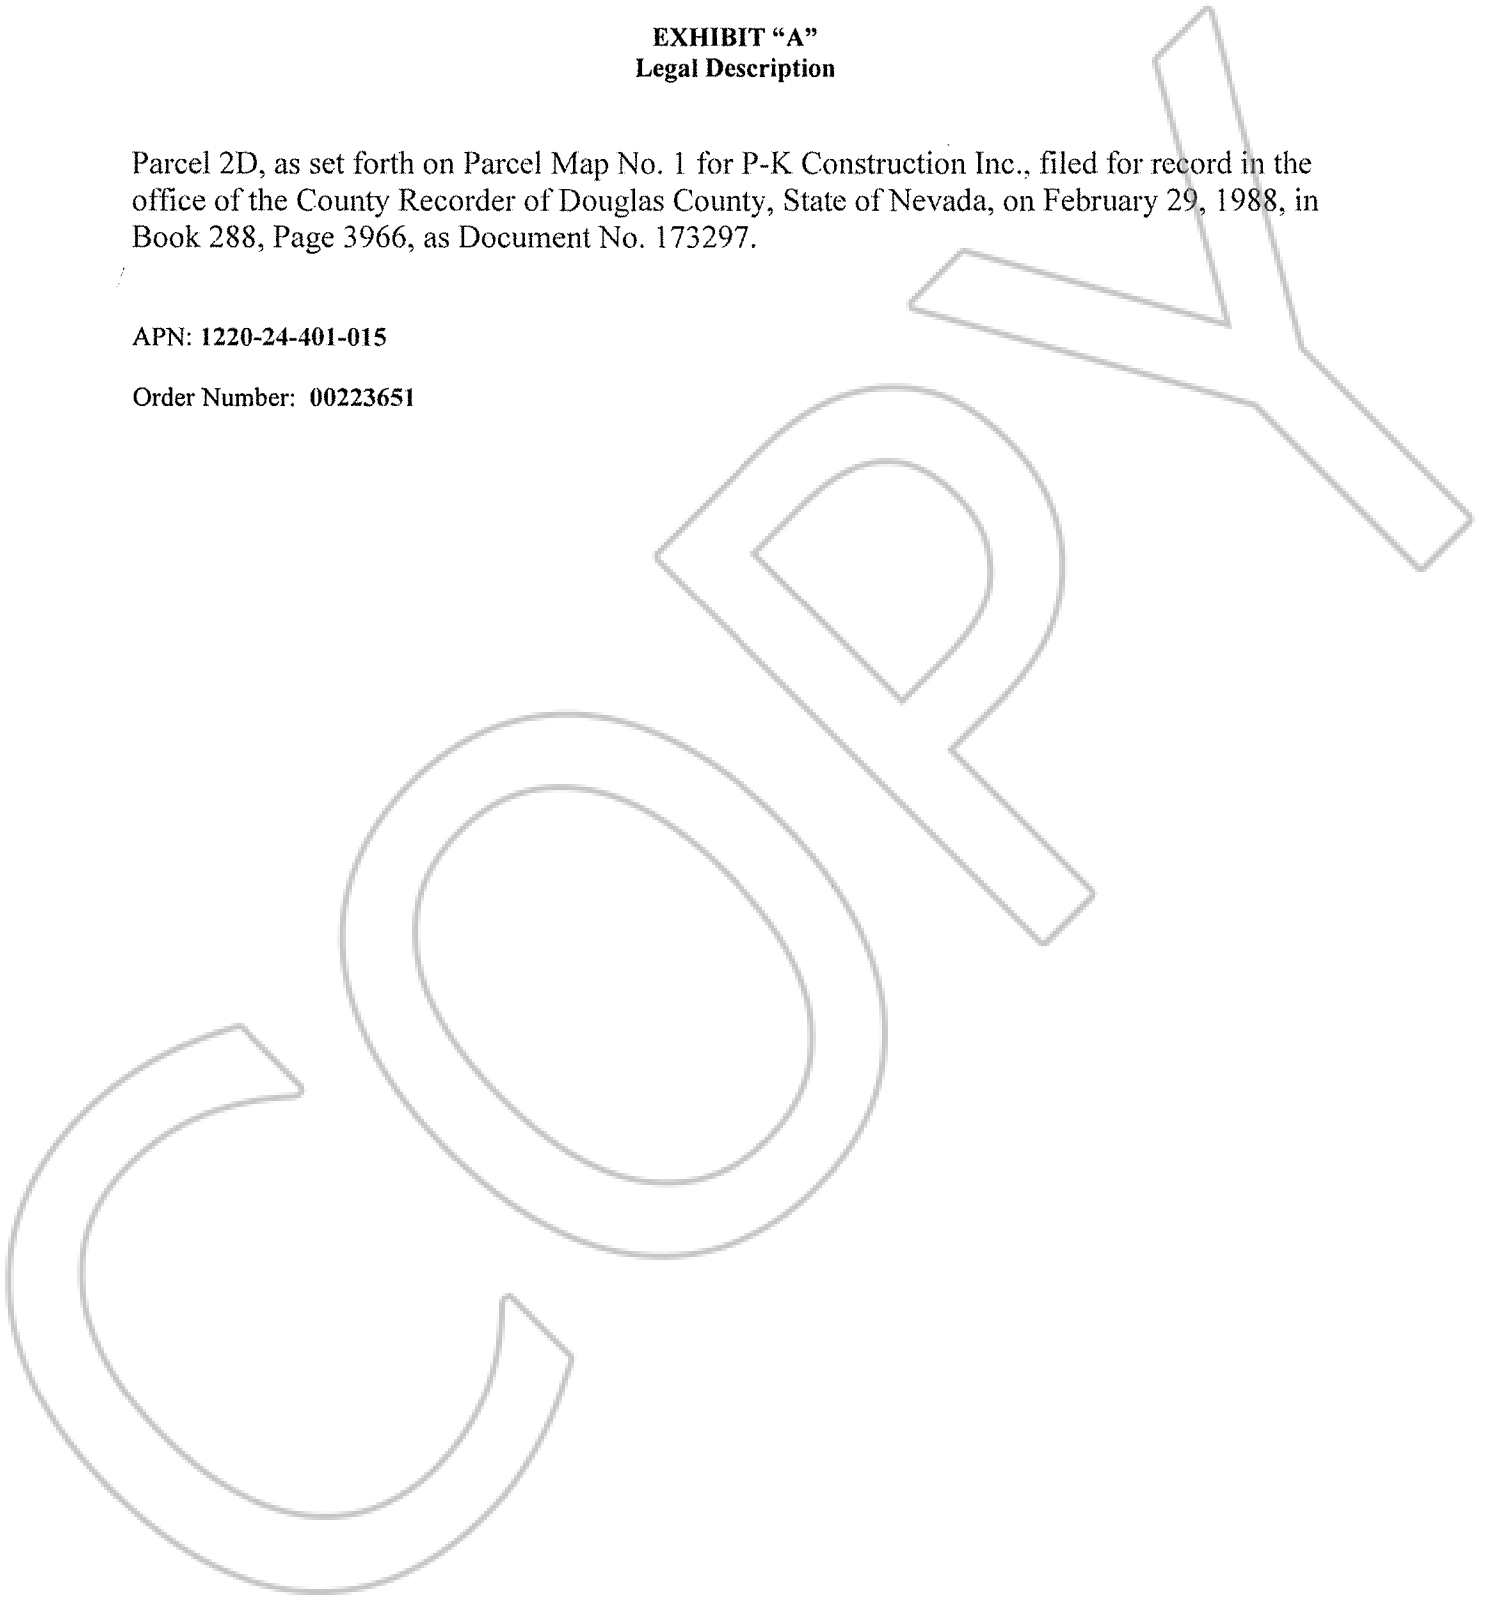 EXHIBIT “A”
Legal Description
Parcel 2D, as set forth on Parcel Map No. 1 for P-K Construction Inc., filed for record in the
office of the County Recorder of Douglas County, State of Nevada, on February 29, 1988, in
Book 288, Page 3966, as Document No. 173297.
APN: 1220-24-401-015
Order Number: 00223651
COPY